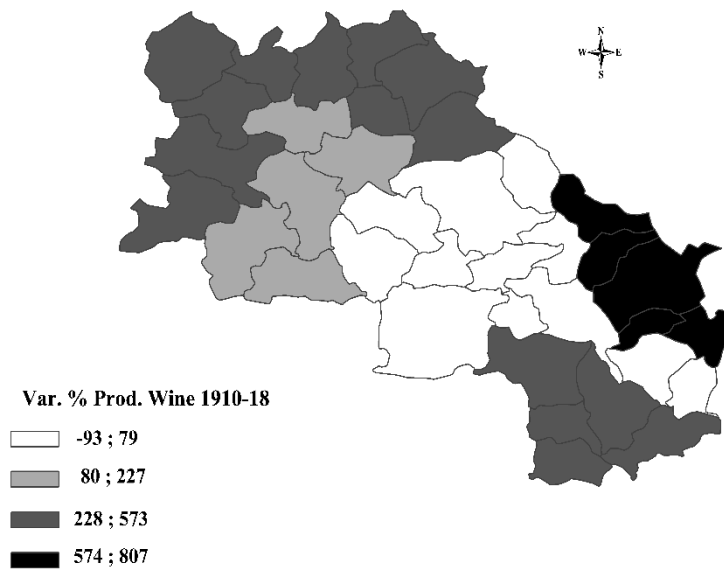 N
W E
S
Var. % Prod. Wine 1910-18
-93 ; 79
80 ; 227
228 ; 573
574 ; 807